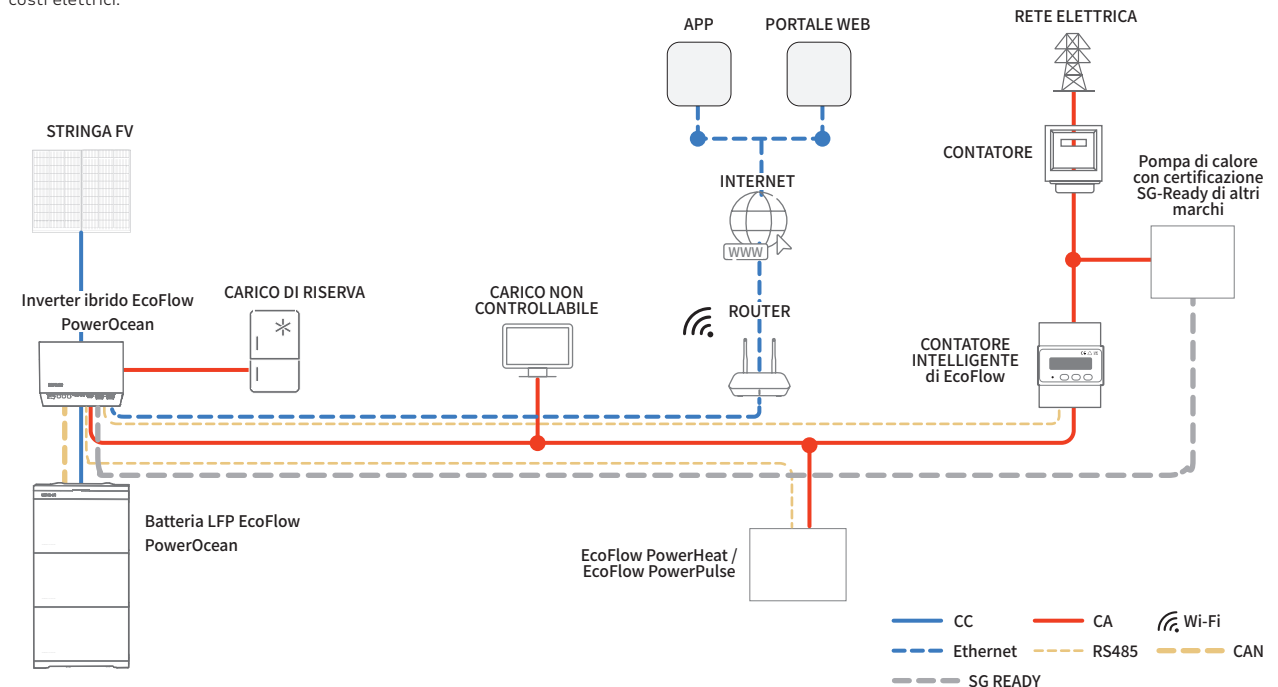 costi elettrici.
APP
PORTALE WEB
RETE ELETTRICA
STRINGA FV
CONTATORE
Pompa di calore
con certificazione
SG-Ready di altri
marchi
INTERNET
WWW
Inverter ibrido EcoFlow
PowerOcean
CARICO DI RISERVA
CARICO NON
CONTROLLABILE
ROUTER
CONTATORE
INTELLIGENTE
di EcoFlow
Batteria LFP EcoFlow
PowerOcean
EcoFlow PowerHeat /
EcoFlow PowerPulse
CC
CA
Wi-Fi
Ethernet
RS485
CAN
SG READY